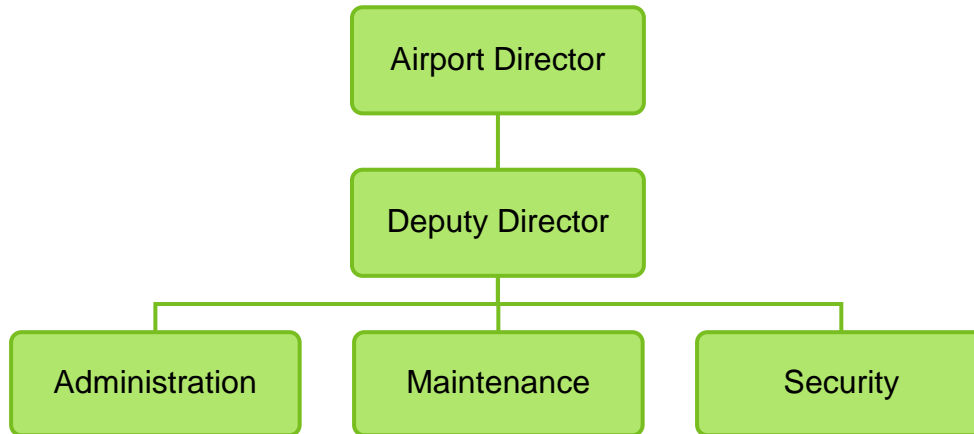 Airport Director
Deputy Director
Administration
Maintenance
Security